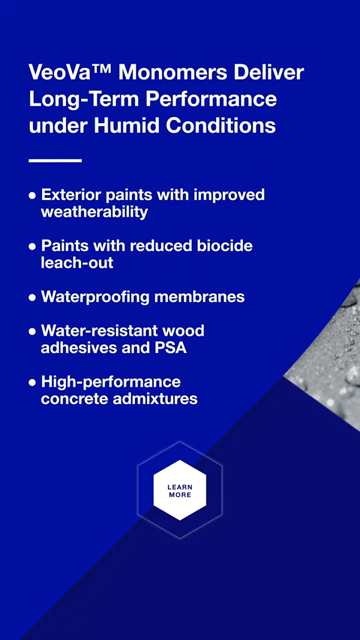 VeoVa™ Monomers Deliver
Long-Term Performance
under Humid Conditions
• Exterior paints with improved
weatherability
• Paints with reduced biocide
leach-out
• Waterproofing membranes
• Water-resistant wood
adhesives and PSA
• High-performance
concrete admixtures
LEARN
MORE